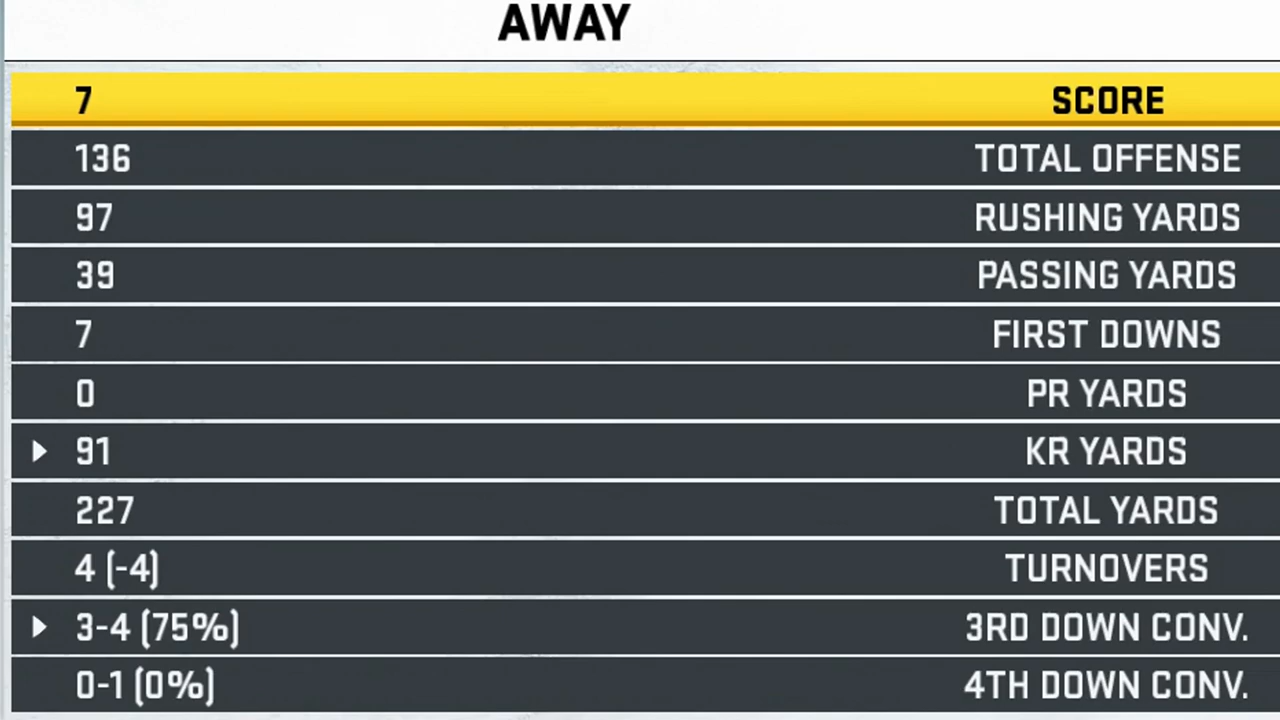 AWAY
7 SCORE
136 TOTAL OFFENSE
97 RUSHING YARDS
39 PASSING YARDS
7 FIRST DOWNS
0 PR YARDS
91 KR YARDS
227 TOTAL YARDS
4 (-4) TURNOVERS
3-4 (75%) 3RD DOWN CONV.
0-1 (0%) 4TH DOWN CONV.